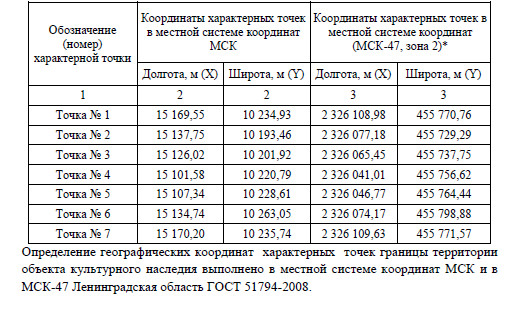 Обозначение (номер) характерной точки
Координаты характерных точек в местной системе координат МСК
Координаты характерных точек в местной системе координат (МСК-47, зона 2)*
Долгота, м (X) Широта, м (Y) Долгота, м (X) Широта, м (Y)
1 2 2 3 3
Точка № 1 15 169,55 10 234,93 2 326 108,98 455 770,76
Точка № 2 15 137,75 10 193,46 2 326 077,18 455 729,29
Точка № 3 15 126,02 10 201,92 2 326 065,45 455 737,75
Точка № 4 15 101,58 10 220,79 2 326 041,01 455 756,62
Точка № 5 15 107,34 10 228,61 2 326 046,77 455 764,44
Точка № 6 15 134,74 10 263,05 2 326 074,17 455 798,88
Точка № 7 15 170,20 10 235,74 2 326 109,63 455 771,57
Определение географических координат характерных точек границы территории
объекта культурного наследия выполнено в местной системе координат МСК и в
МСК-47 Ленинградская область ГОСТ 51794-2008.